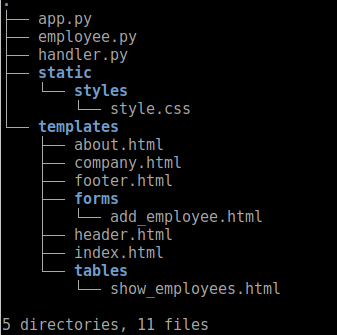 .
├── app.py
├── employee.py
├── handler.py
├── static
│   └── styles
│       └── style.css
└── templates
    ├── about.html
    ├── company.html
    ├── footer.html
    ├── forms
    │   └── add_employee.html
    ├── header.html
    ├── index.html
    └── tables
        └── show_employees.html
5 directories, 11 files